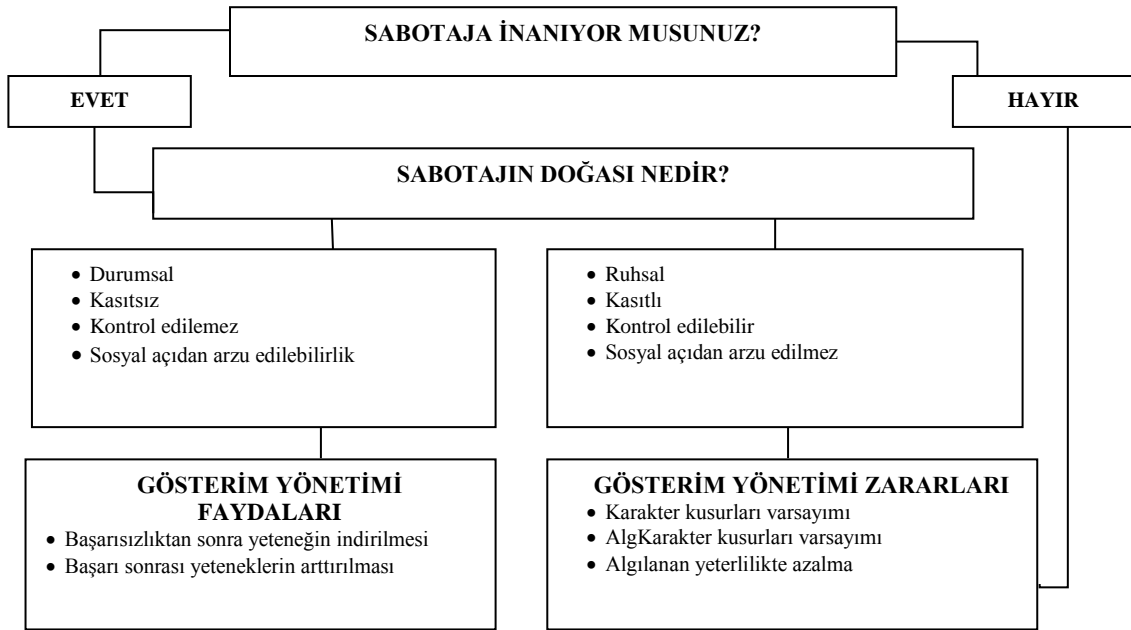 SABOTAJA İNANIYOR MUSUNUZ?
EVET
HAYIR
SABOTAJIN DOĞASI NEDİR?
• Durumsal
• Kasıtsız
• Kontrol edilemez
• Sosyal açıdan arzu edilebilirlik
• Ruhsal
• Kasıtlı
• Kontrol edilebilir
• Sosyal açıdan arzu edilmez
GÖSTERİM YÖNETİMİ
FAYDALARI
• Başarısızlıktan sonra yeteneğin indirilmesi
• Başarı sonrası yeteneklerin arttırılması
GÖSTERİM YÖNETİMİ ZARARLARI
• Karakter kusurları varsayımı
• AlgKarakter kusurları varsayımı
• Algılanan yeterlilikte azalma